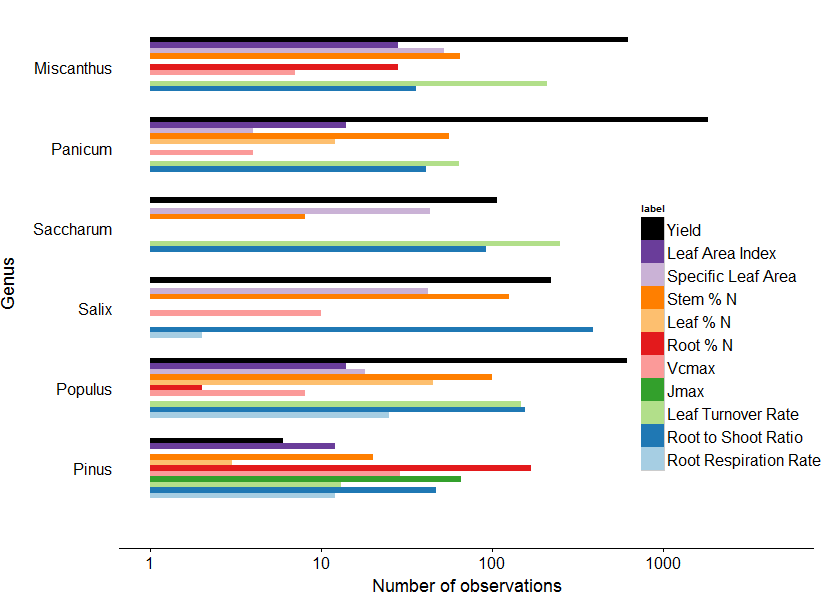 Miscanthus
Panicum
Saccharum
Salix
Populus
Pinus
Genus
label
Yield
Leaf Area Index
Specific Leaf Area
Stem % N
Leaf % N
Root % N
Vcmax
Jmax
Leaf Turnover Rate
Root to Shoot Ratio
Root Respiration Rate
1 10 100 1000
Number of observations